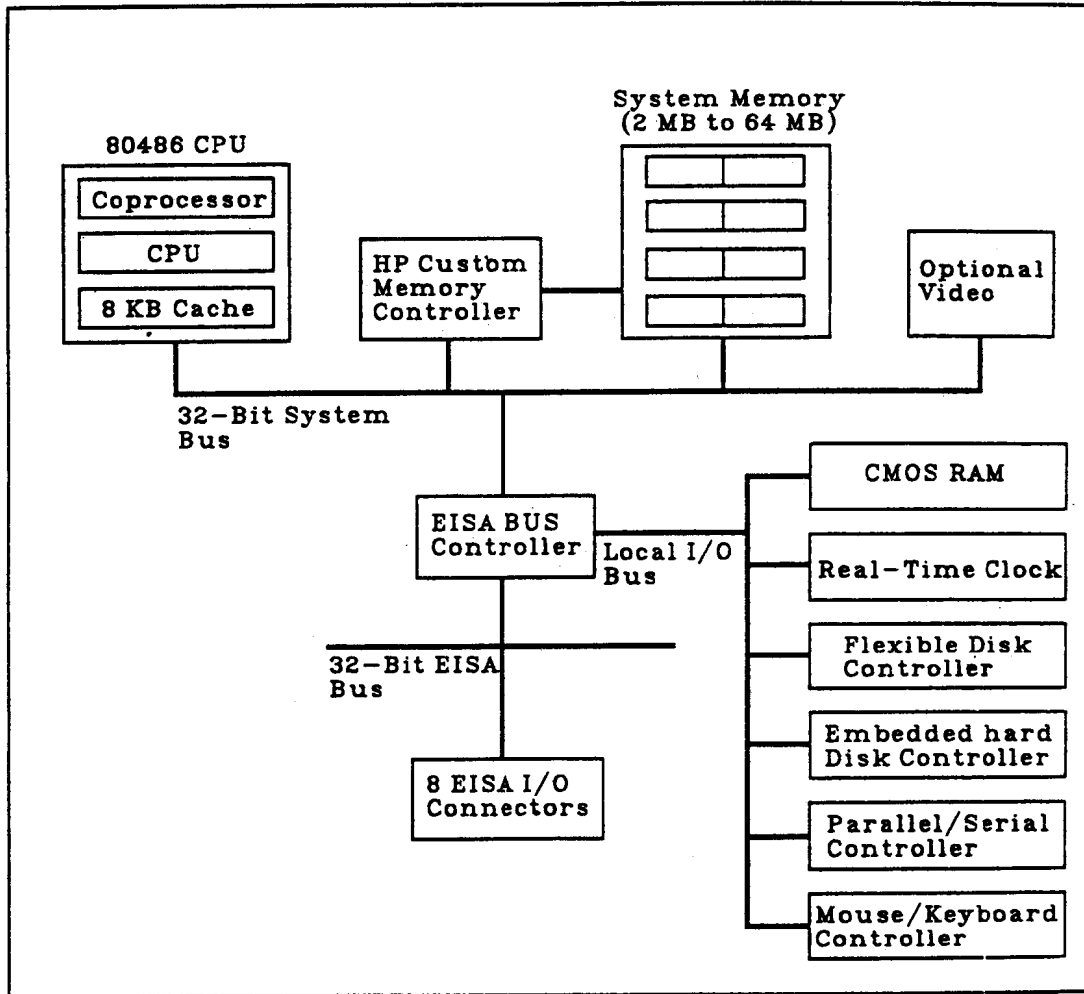 System Memory
(2 MB to 64 MB)
80486 CPU
Coprocessor
CPU
8 KB Cache
HP Custom
Memory
Controller
Optional
Video
32-Bit System
Bus
CMOS RAM
EISA BUS
Controller
Local I/O
Bus
Real-Time Clock
Flexible Disk
Controller
32-Bit EISA
Bus
Embedded hard
Disk Controller
8 EISA I/O
Connectors
Parallel/Serial
Controller
Mouse/Keyboard
Controller